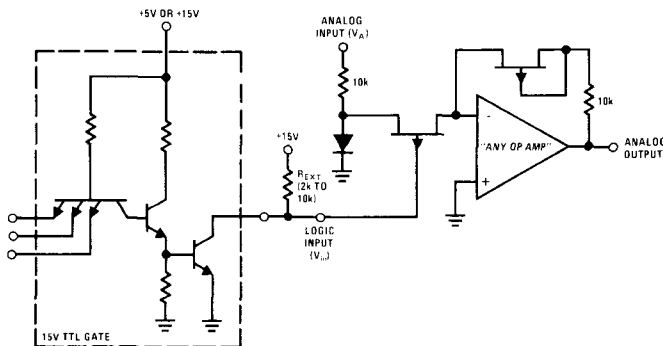 +5V OR +15V
ANALOG
INPUT (VA)
10k
10k
+15V
REXT
(2k TO
10k)
-
"ANY OP AMP"
+
ANALOG
OUTPUT
LOGIC
INPUT
(Vin)
15V TTL GATE